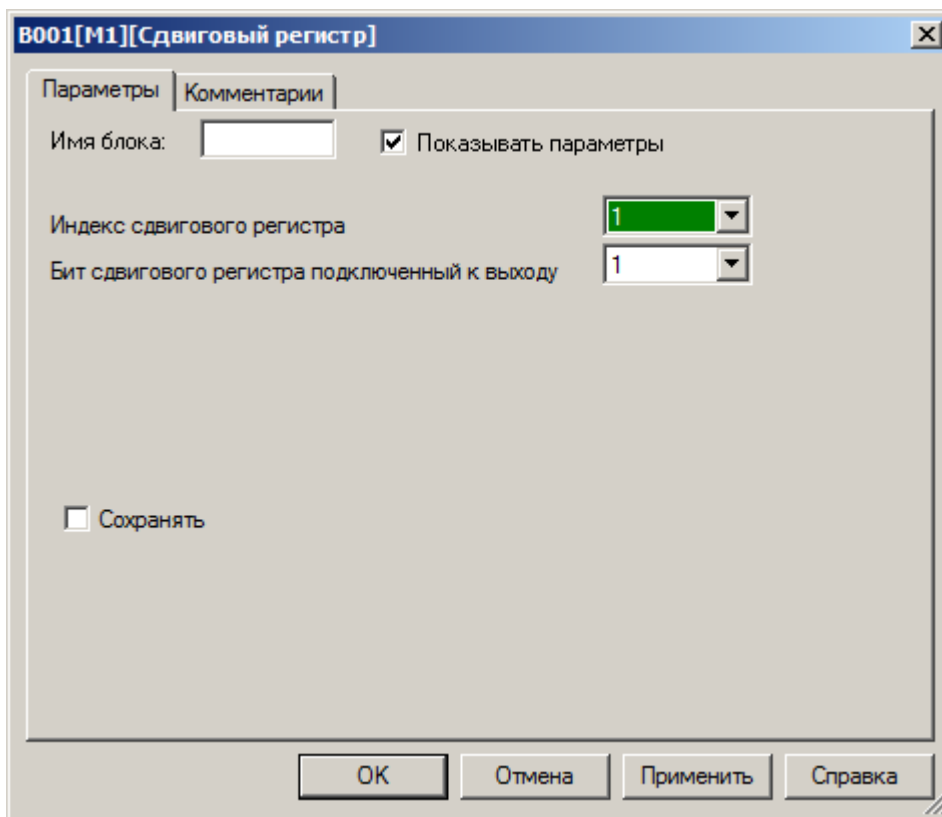 B001[M1][Сдвиговый регистр]
Параметры Комментарии
Имя блока: Показывать параметры
Индекс сдвигового регистра 1
Бит сдвигового регистра подключенный к выходу 1
Сохранять
OK Отмена Применить Справка